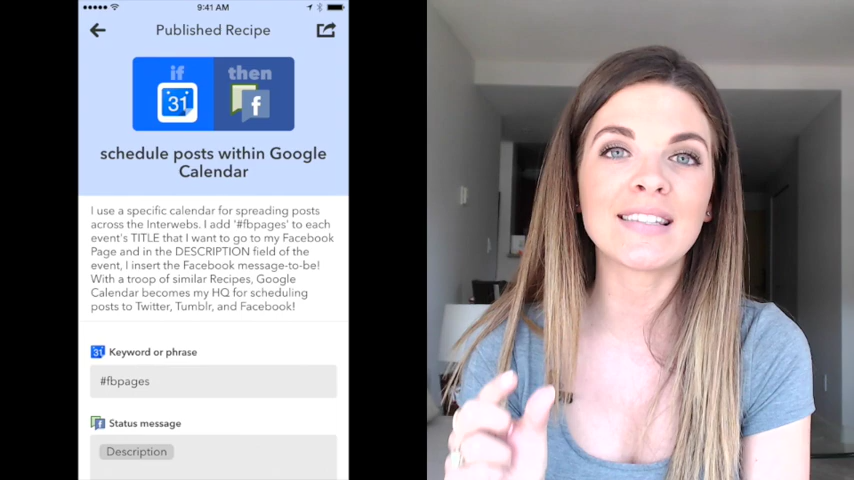 9:41 AM
Published Recipe
if then
31
schedule posts within Google
Calendar
I use a specific calendar for spreading posts
across the Interwebs. I add '#fbpages' to each
event's TITLE that I want to go to my Facebook
Page and in the DESCRIPTION field of the
event, I insert the Facebook message-to-be!
With a troop of similar Recipes, Google
Calendar becomes my HQ for scheduling
posts to Twitter, Tumblr, and Facebook!
31 Keyword or phrase
#fbpages
Status message
Description